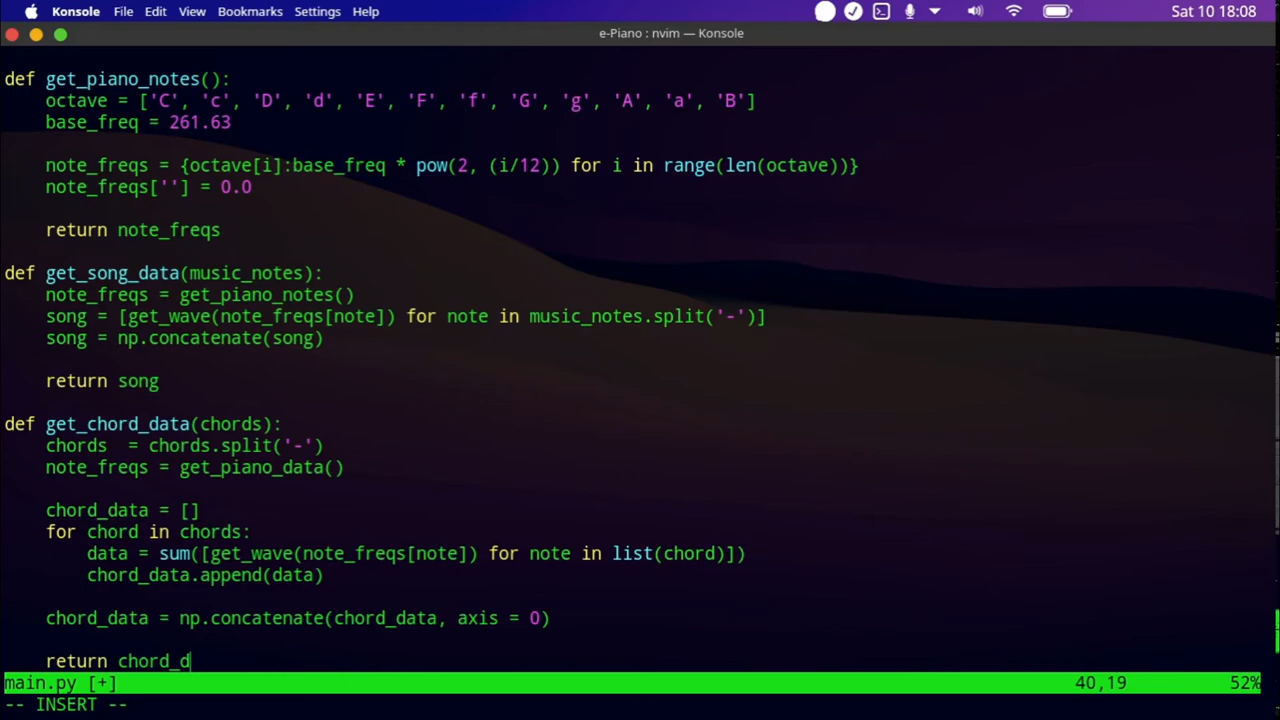 Konsole File Edit View Bookmarks Settings Help Sat 10 18:08
e-Piano : nvim — Konsole
def get_piano_notes():
    octave = ['C', 'c', 'D', 'd', 'E', 'F', 'f', 'G', 'g', 'A', 'a', 'B']
    base_freq = 261.63
    note_freqs = {octave[i]:base_freq * pow(2, (i/12)) for i in range(len(octave))}
    note_freqs[''] = 0.0
    return note_freqs
def get_song_data(music_notes):
    note_freqs = get_piano_notes()
    song = [get_wave(note_freqs[note]) for note in music_notes.split('-')]
    song = np.concatenate(song)
    return song
def get_chord_data(chords):
    chords  = chords.split('-')
    note_freqs = get_piano_data()
    chord_data = []
    for chord in chords:
        data = sum([get_wave(note_freqs[note]) for note in list(chord)])
        chord_data.append(data)
    chord_data = np.concatenate(chord_data, axis = 0)
    return chord_d
main.py [+] 40,19 52%
-- INSERT --